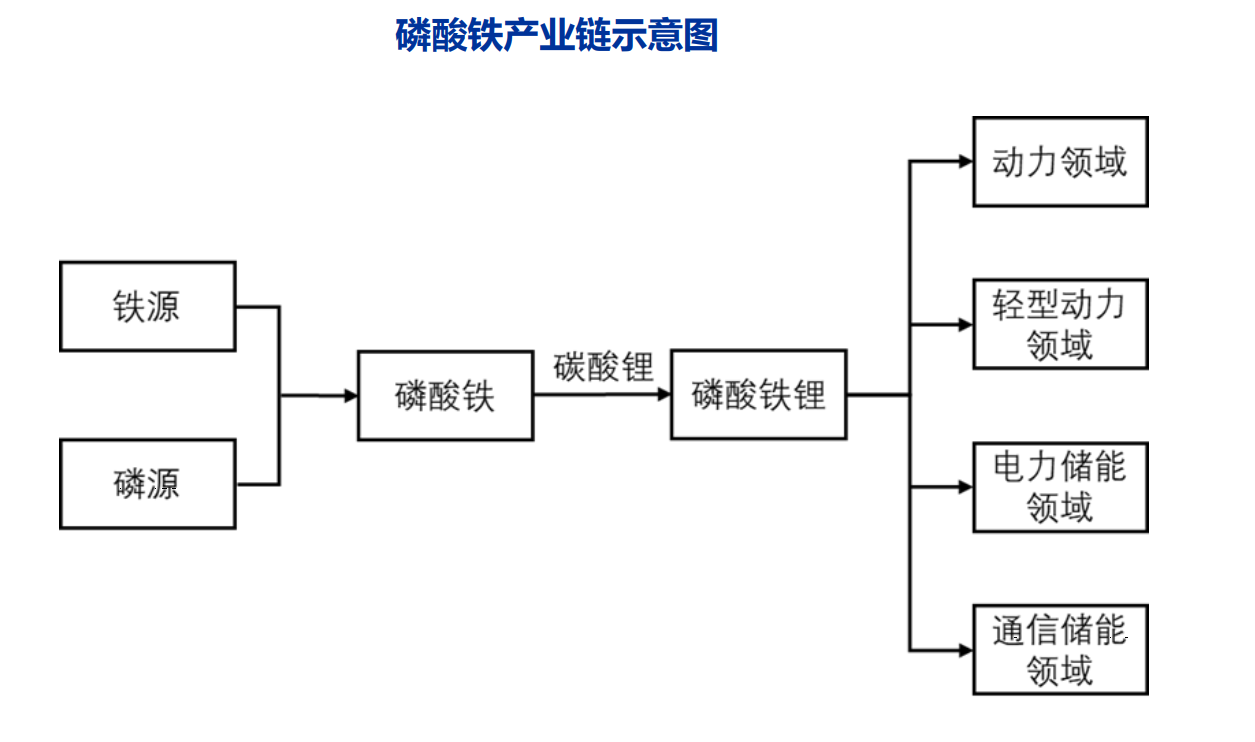 磷酸铁产业链示意图
动力领域
铁源
轻型动力
领域
碳酸锂
磷酸铁
磷酸铁锂
磷源
电力储能
领域
通信储能
领域